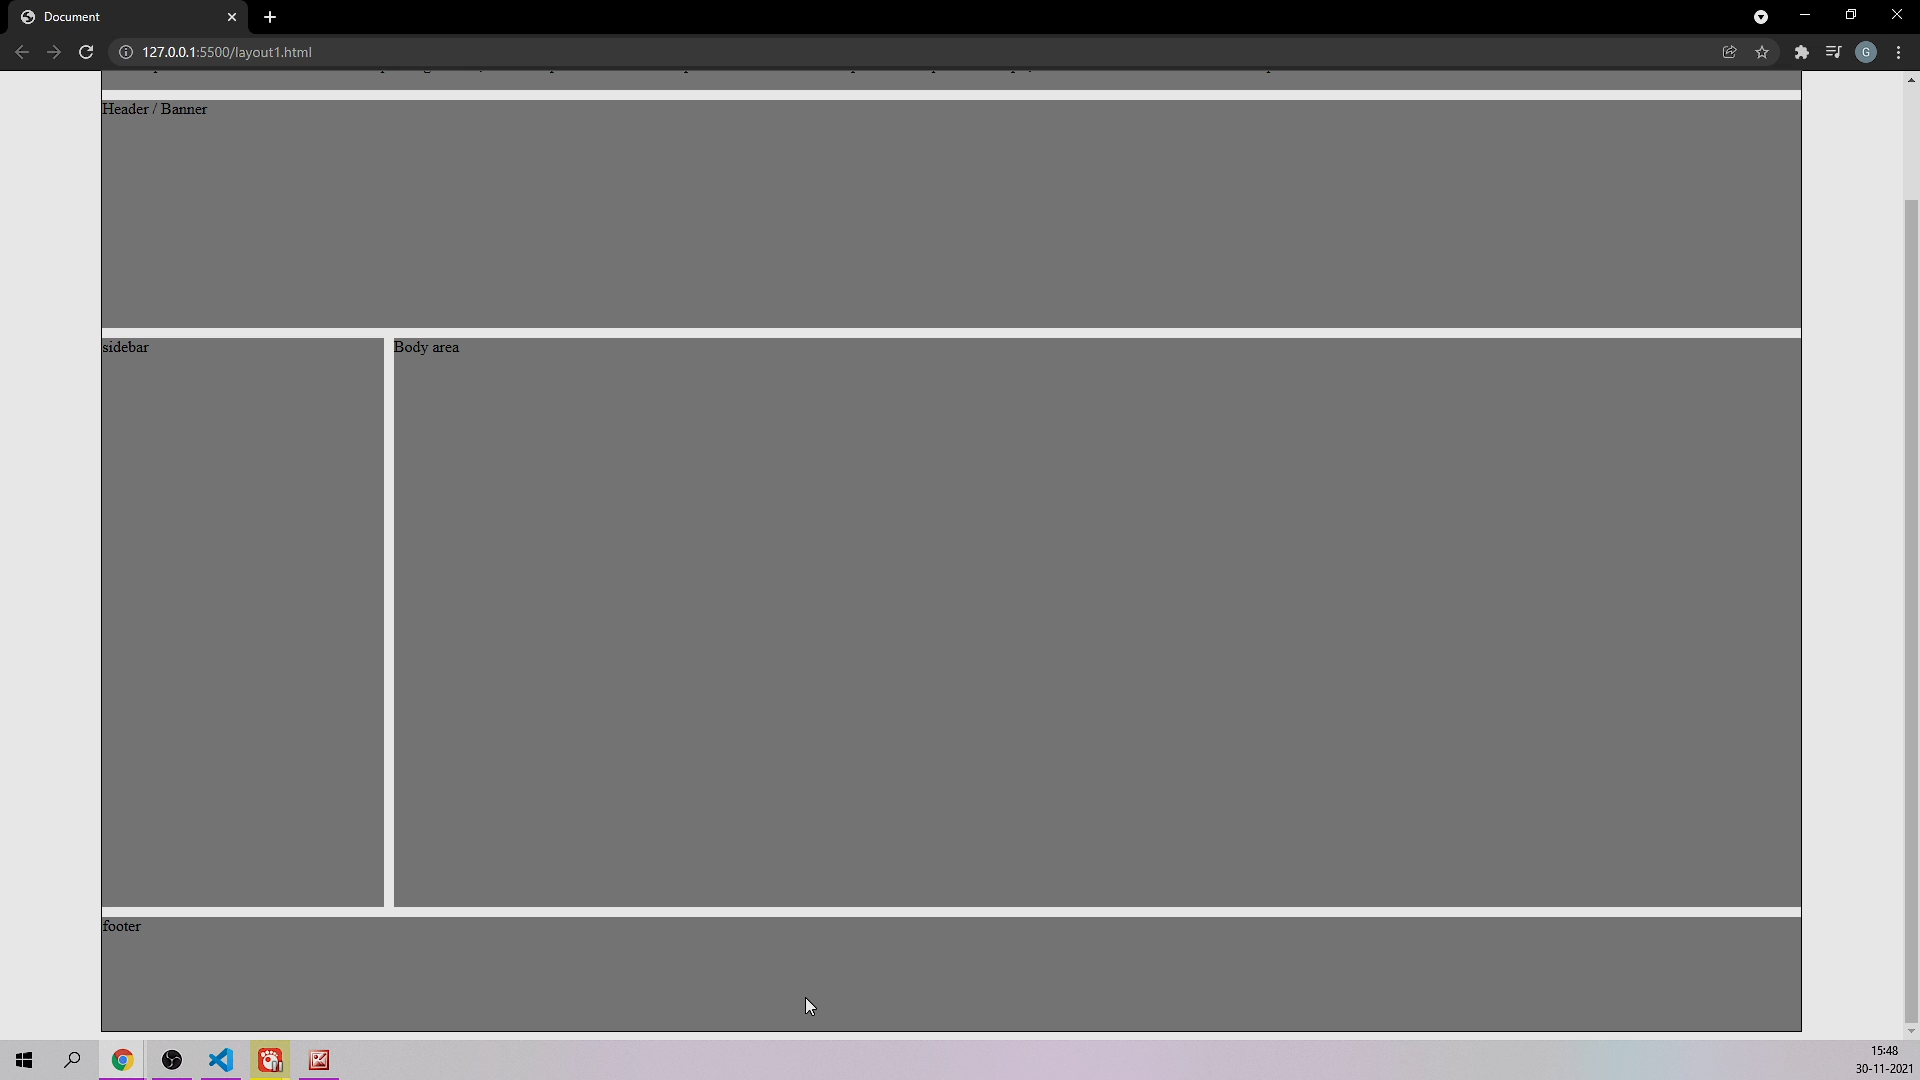 Document
127.0.0.1:5500/layout1.html
G
Header / Banner
sidebar
Body area
footer
15:48
30-11-2021